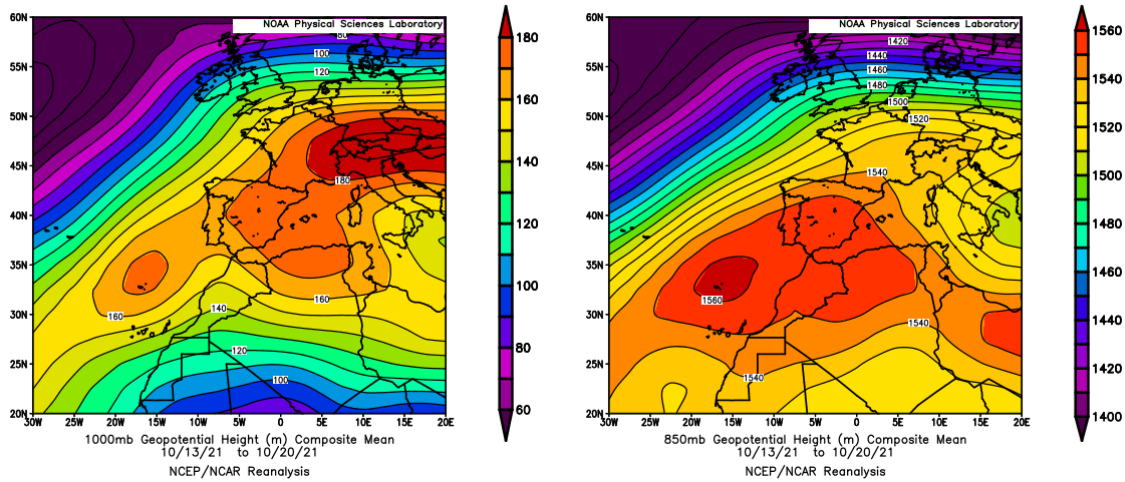 NOAA Physical Sciences Laboratory
60N
55N
50N
45N
40N
35N
30N
25N
20N
30W
25W
20W
15W
10W
5W
0
5E
10E
15E
20E
80
100
120
180
160
160
140
120
100
180
160
140
120
100
80
60
1000mb Geopotential Height (m) Composite Mean
10/13/21 to 10/20/21
NCEP/NCAR Reanalysis
NOAA Physical Sciences Laboratory
60N
55N
50N
45N
40N
35N
30N
25N
20N
30W
25W
20W
15W
10W
5W
0
5E
10E
15E
20E
1420
1440
1460
1480
1500
1520
1540
1560
1540
1540
1560
1540
1520
1500
1480
1460
1440
1420
1400
850mb Geopotential Height (m) Composite Mean
10/13/21 to 10/20/21
NCEP/NCAR Reanalysis